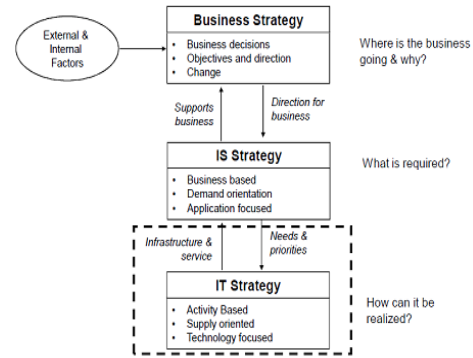 Business Strategy
External &
Internal
Factors
• Business decisions
• Objectives and direction
• Change
Where is the business
going & why?
Supports
business
Direction for
business
IS Strategy
• Business based
• Demand orientation
• Application focused
What is required?
Infrastructure &
service
Needs &
priorities
IT Strategy
• Activity Based
• Supply oriented
• Technology focused
How can it be
realized?